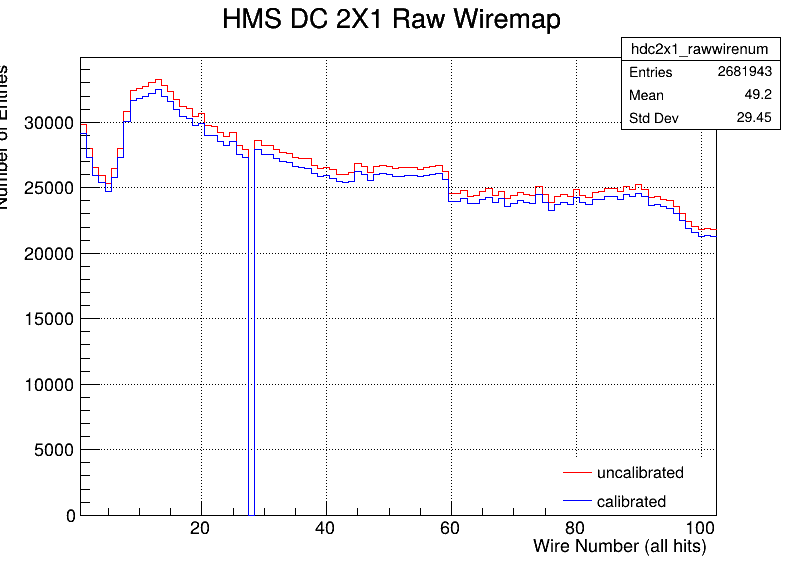 HMS DC 2X1 Raw Wiremap
hdc2x1_rawwirenum
Entries 2681943
Mean 49.2
Std Dev 29.45
Number of Entries
30000
25000
20000
15000
10000
5000
0
uncalibrated
calibrated
20 40 60 80 100
Wire Number (all hits)